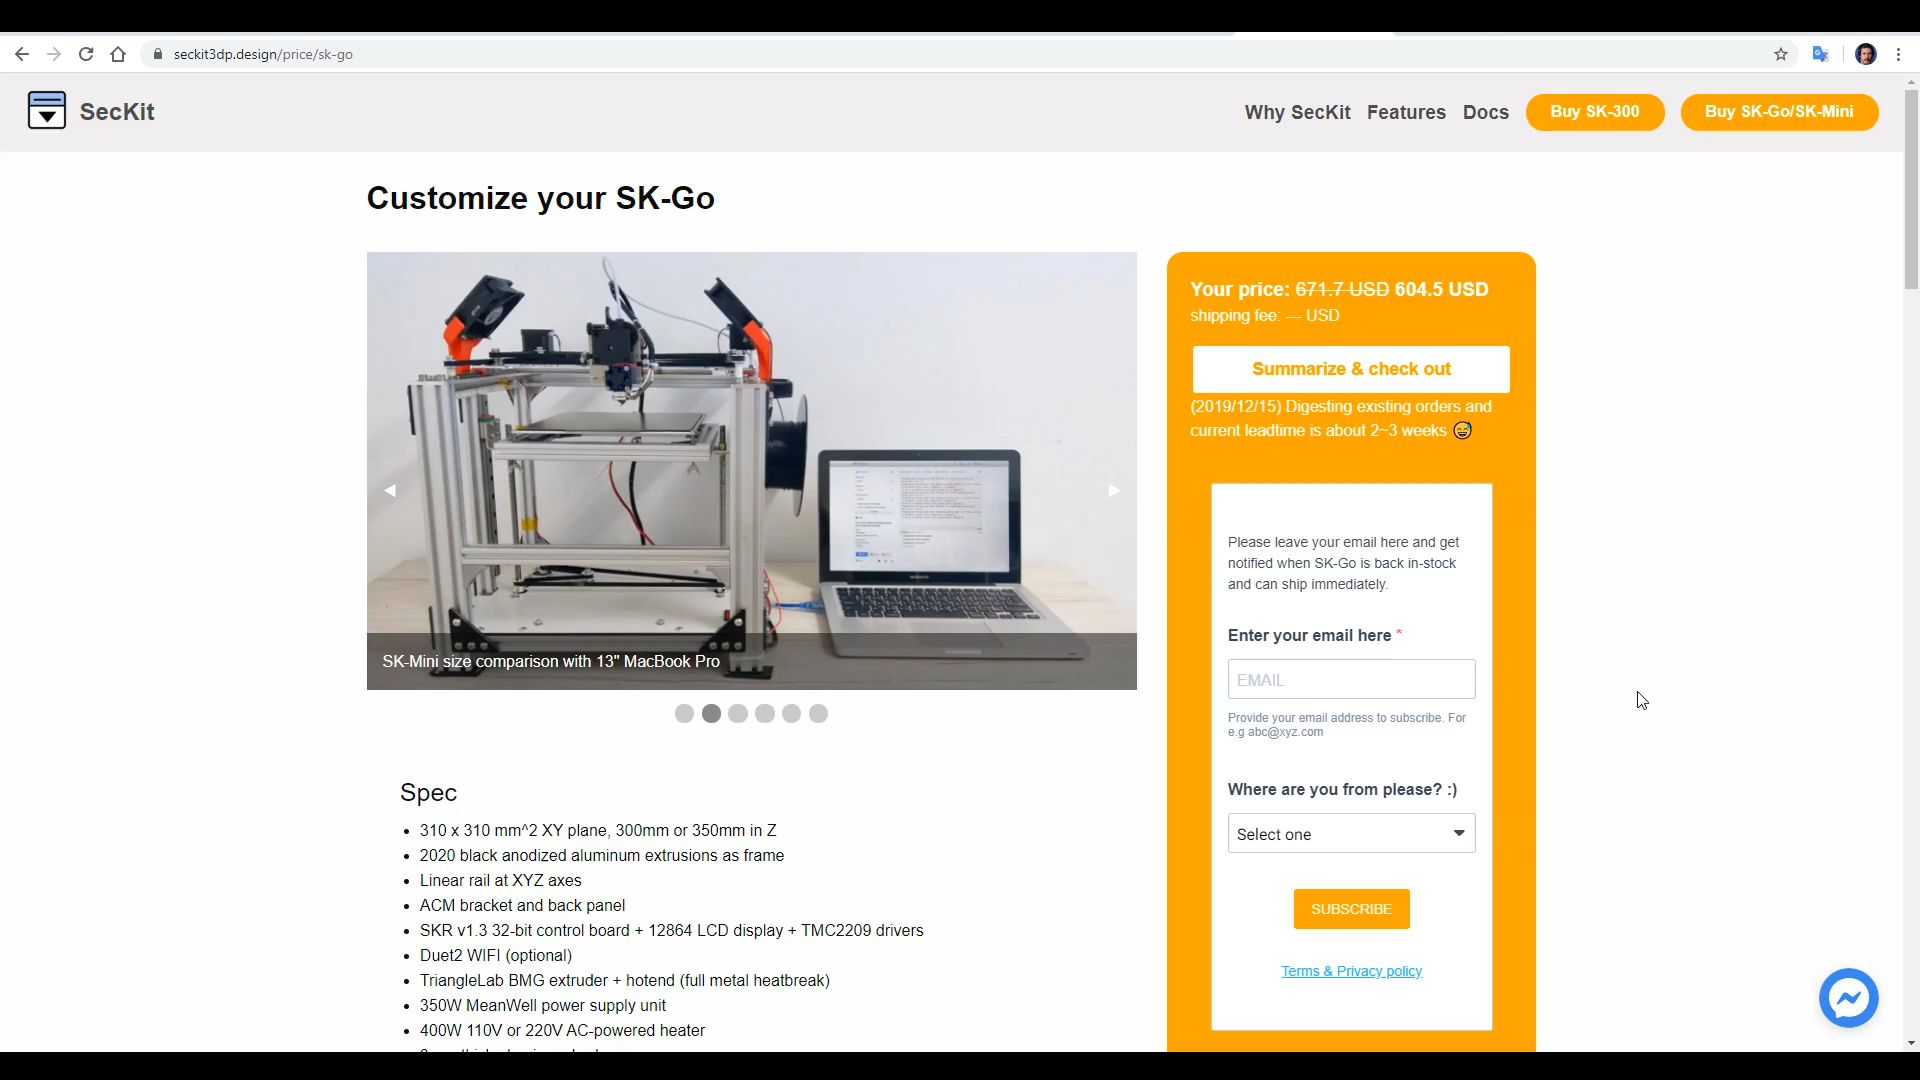 seckit3dp.design/price/sk-go
SecKit
Why SecKit
Features
Docs
Buy SK-300
Buy SK-Go/SK-Mini
Customize your SK-Go
SK-Mini size comparison with 13" MacBook Pro
Your price: 671.7 USD 604.5 USD
shipping fee: --- USD
Summarize & check out
(2019/12/15) Digesting existing orders and
current leadtime is about 2~3 weeks 😅
Please leave your email here and get
notified when SK-Go is back in-stock
and can ship immediately.
Enter your email here *
EMAIL
Provide your email address to subscribe. For
e.g abc@xyz.com
Where are you from please? :)
Select one
SUBSCRIBE
Terms & Privacy policy
Spec
• 310 x 310 mm^2 XY plane, 300mm or 350mm in Z
• 2020 black anodized aluminum extrusions as frame
• Linear rail at XYZ axes
• ACM bracket and back panel
• SKR v1.3 32-bit control board + 12864 LCD display + TMC2209 drivers
• Duet2 WIFI (optional)
• TriangleLab BMG extruder + hotend (full metal heatbreak)
• 350W MeanWell power supply unit
• 400W 110V or 220V AC-powered heater